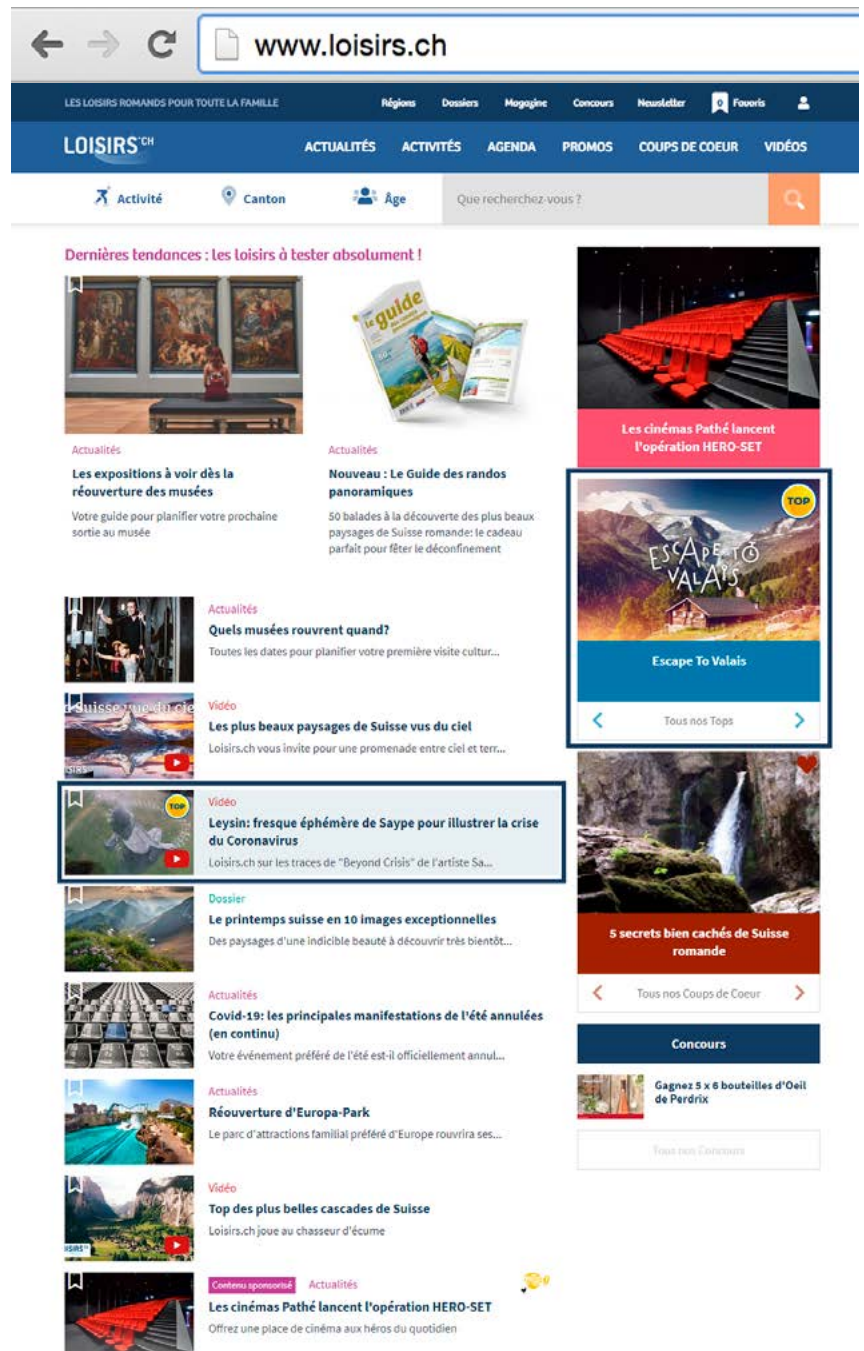 www.loisirs.ch
LES LOISIRS ROMANDS POUR TOUTE LA FAMILLE
Régions Dossiers Magazine Concours Newsletter 0 Favoris
LOISIRS.CH
ACTUALITÉS ACTIVITÉS AGENDA PROMOS COUPS DE COEUR VIDÉOS
Activité Canton Âge Que recherchez-vous ?
Dernières tendances : les loisirs à tester absolument !
le guide
Actualités
Les expositions à voir dès la
réouverture des musées
Votre guide pour planifier votre prochaine
sortie au musée
Actualités
Nouveau : Le Guide des randos
panoramiques
50 balades à la découverte des plus beaux
paysages de Suisse romande: le cadeau
parfait pour fêter le déconfinement
Actualités
Quels musées rouvrent quand?
Toutes les dates pour planifier votre première visite cultur...
Suisse vue du cie
Vidéo
Les plus beaux paysages de Suisse vus du ciel
Loisirs.ch vous invite pour une promenade entre ciel et terr...
TOP
Vidéo
Leysin: fresque éphémère de Saype pour illustrer la crise
du Coronavirus
Loisirs.ch sur les traces de "Beyond Crisis" de l'artiste Sa...
Dossier
Le printemps suisse en 10 images exceptionnelles
Des paysages d'une indicible beauté à découvrir très bientôt...
Actualités
Covid-19: les principales manifestations de l'été annulées
(en continu)
Votre événement préféré de l'été est-il officiellement annul...
Actualités
Réouverture d'Europa-Park
Le parc d'attractions familial préféré d'Europe rouvrira ses...
Vidéo
Top des plus belles cascades de Suisse
Loisirs.ch joue au chasseur d'écume
Contenu sponsorisé Actualités
Les cinémas Pathé lancent l'opération HERO-SET
Offrez une place de cinéma aux héros du quotidien
Les cinémas Pathé lancent
l'opération HERO-SET
TOP
ESCAPE TO
VALAIS
Escape To Valais
Tous nos Tops
5 secrets bien cachés de Suisse
romande
Tous nos Coups de Coeur
Concours
Gagnez 5 x 6 bouteilles d'Oeil
de Perdrix
Tous nos Concours